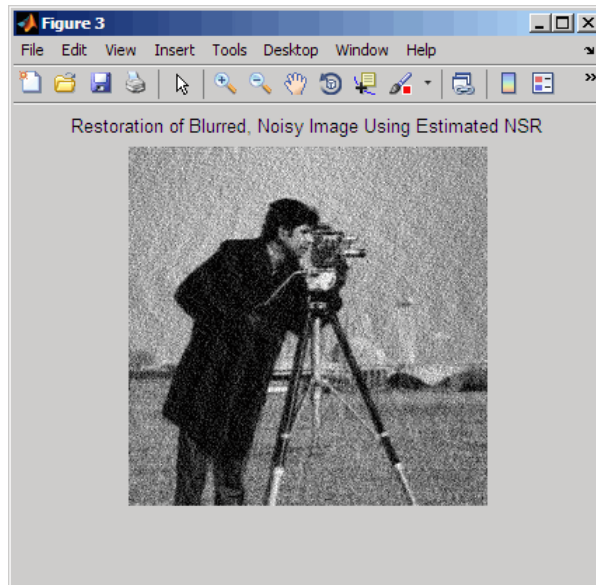 Figure 3
File Edit View Insert Tools Desktop Window Help
Restoration of Blurred, Noisy Image Using Estimated NSR